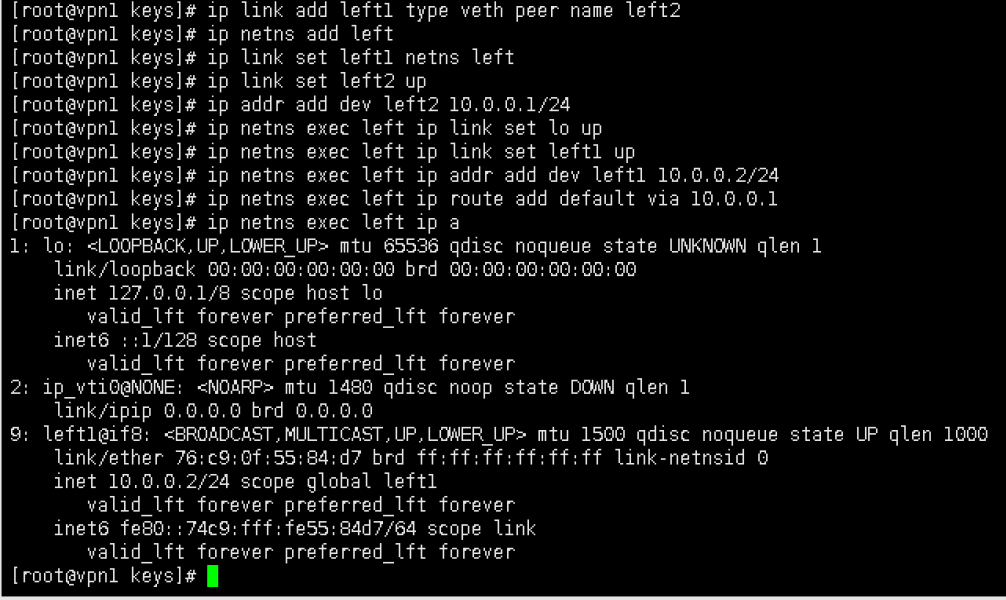 [root@vpn1 keys]# ip link add left1 type veth peer name left2
[root@vpn1 keys]# ip netns add left
[root@vpn1 keys]# ip link set left1 netns left
[root@vpn1 keys]# ip link set left2 up
[root@vpn1 keys]# ip addr add dev left2 10.0.0.1/24
[root@vpn1 keys]# ip netns exec left ip link set lo up
[root@vpn1 keys]# ip netns exec left ip link set left1 up
[root@vpn1 keys]# ip netns exec left ip addr add dev left1 10.0.0.2/24
[root@vpn1 keys]# ip netns exec left ip route add default via 10.0.0.1
[root@vpn1 keys]# ip netns exec left ip a
1: lo: <LOOPBACK,UP,LOWER_UP> mtu 65536 qdisc noqueue state UNKNOWN qlen 1
    link/loopback 00:00:00:00:00:00 brd 00:00:00:00:00:00
    inet 127.0.0.1/8 scope host lo
       valid_lft forever preferred_lft forever
    inet6 ::1/128 scope host
       valid_lft forever preferred_lft forever
2: ip_vti0@NONE: <NOARP> mtu 1480 qdisc noop state DOWN qlen 1
    link/ipip 0.0.0.0 brd 0.0.0.0
9: left1@if8: <BROADCAST,MULTICAST,UP,LOWER_UP> mtu 1500 qdisc noqueue state UP qlen 1000
    link/ether 76:c9:0f:55:84:d7 brd ff:ff:ff:ff:ff:ff link-netnsid 0
    inet 10.0.0.2/24 scope global left1
       valid_lft forever preferred_lft forever
    inet6 fe80::74c9:fff:fe55:84d7/64 scope link
       valid_lft forever preferred_lft forever
[root@vpn1 keys]#